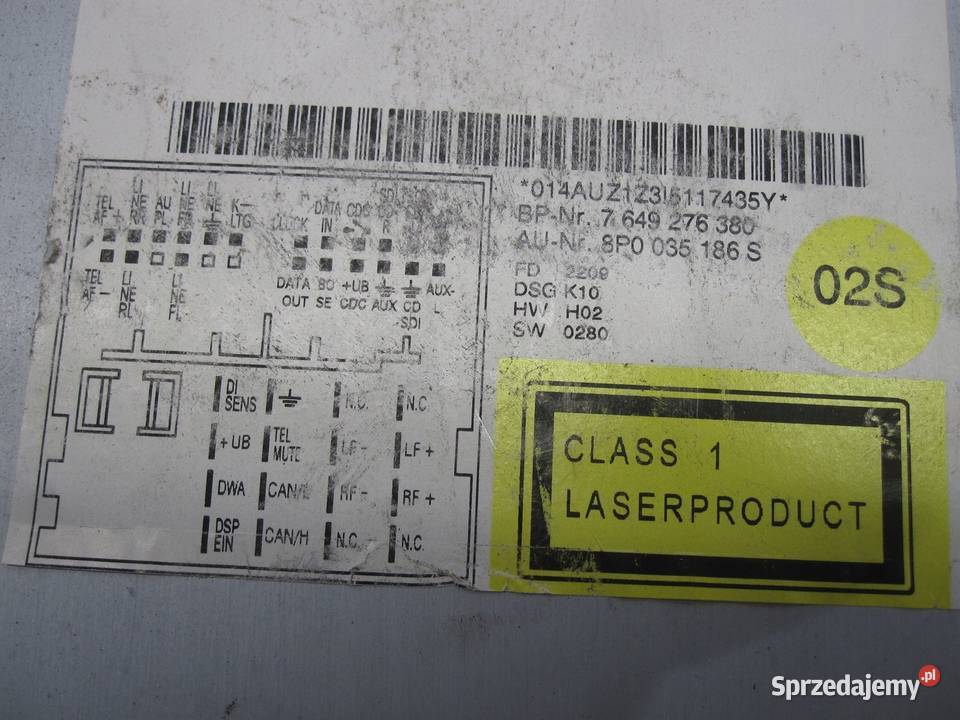 *014AUZ1Z3I5117435Y*
BP-Nr. 7 649 276 380
AU-Nr. 8P0 035 186 S
FD 2209
DSG K10
HW H02
SW 0280
02S
TEL AF +
LI NE RR
AU
LI NE
LI NE
K- LTG
CLOCK
DATA IN
CDC
R
TEL AF -
LI NE RL
LI NE FL
DATA OUT
SE
+UB CDC
AUX
CD -SDI
AUX- L
DI SENS
N.C.
N.C
+UB
TEL MUTE
LF -
LF +
DWA
CAN/L
RF -
RF +
DSP EIN
CAN/H
N.C.
N.C.
CLASS 1
LASERPRODUCT
Sprzedajemy.pl